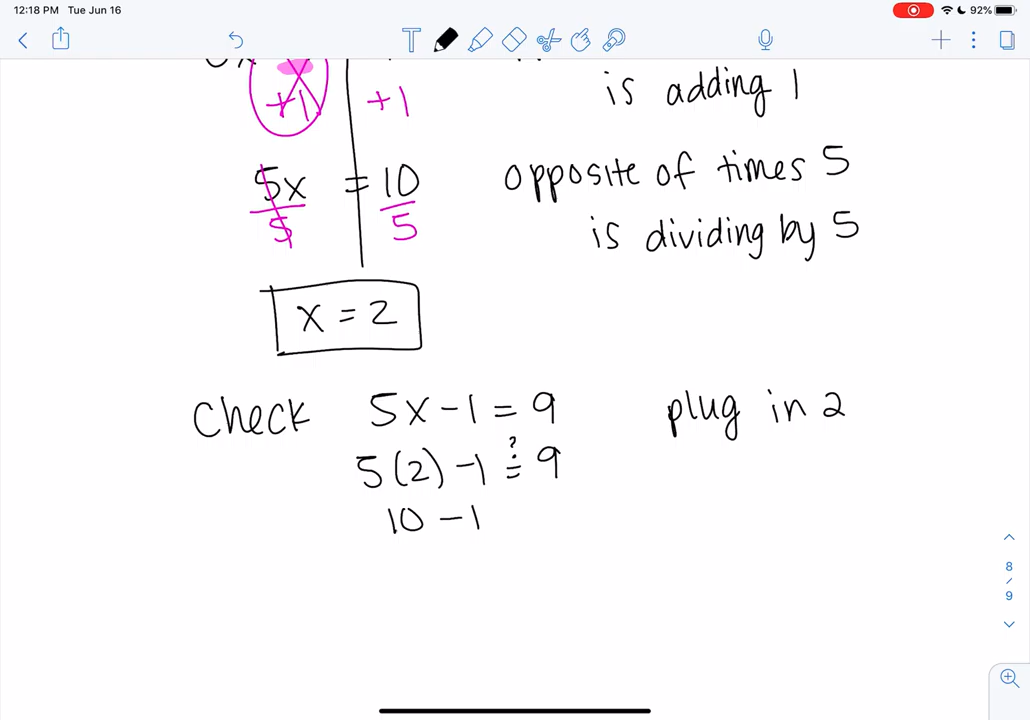 12:18 PM Tue Jun 16
92%
T
is adding 1
+1 +1
5x = 10
5 5
opposite of times 5
is dividing by 5
x = 2
Check 5x - 1 = 9 plug in 2
5(2) - 1 ≟ 9
10 - 1
8
/
9